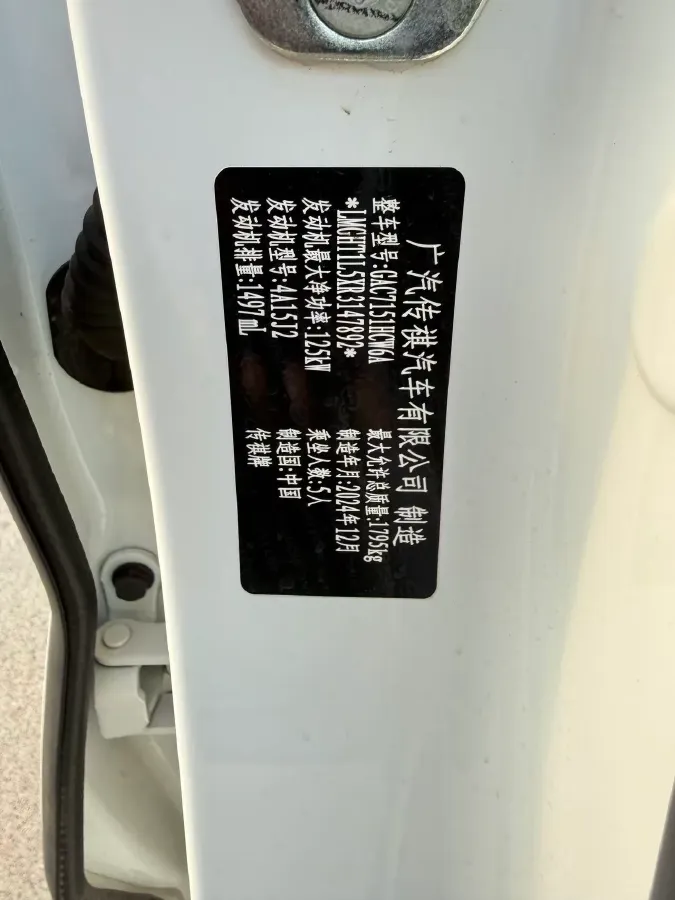 广汽传祺汽车有限公司 制造
整车型号:GAC7151HCW6A 最大允许总质量:1795kg
*LMGHT1L5XR3147892* 制造年月:2024年12月
发动机最大净功率:125kW 乘坐人数:5人
发动机型号:4A15J2 制造国:中国
发动机排量:1497mL 传祺牌